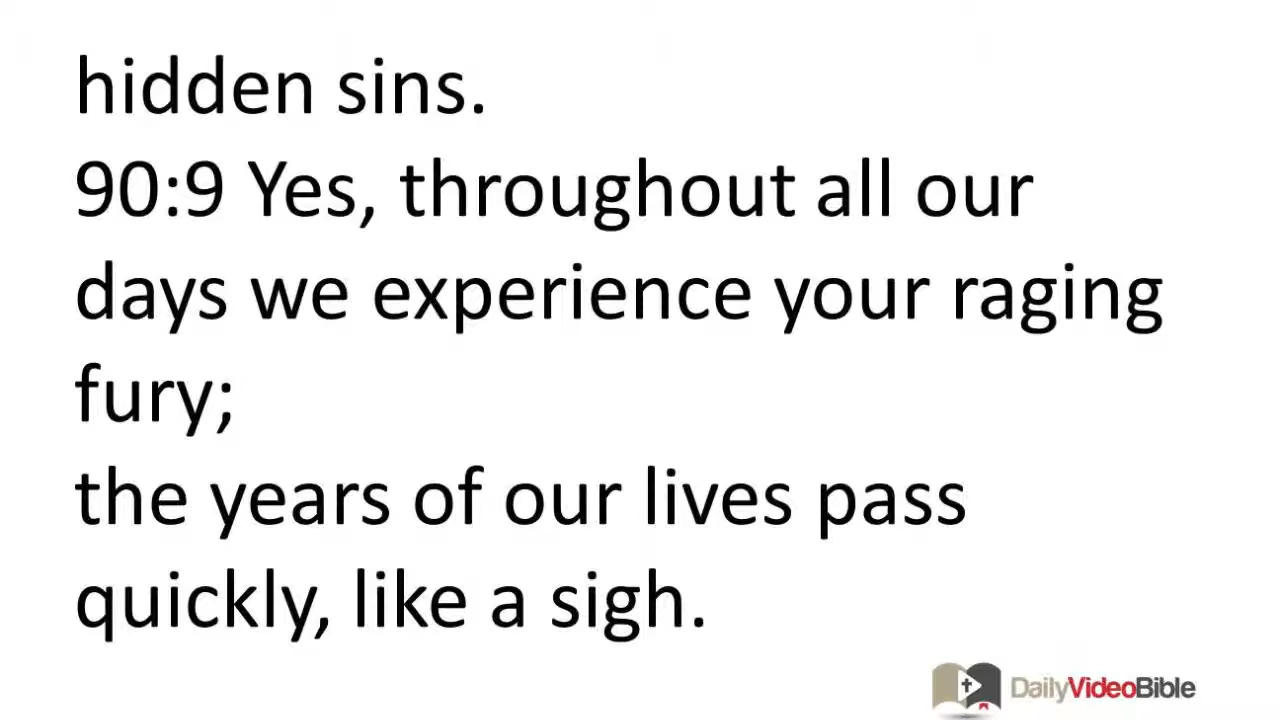 hidden sins.
90:9 Yes, throughout all our
days we experience your raging
fury;
the years of our lives pass
quickly, like a sigh.
DailyVideoBible